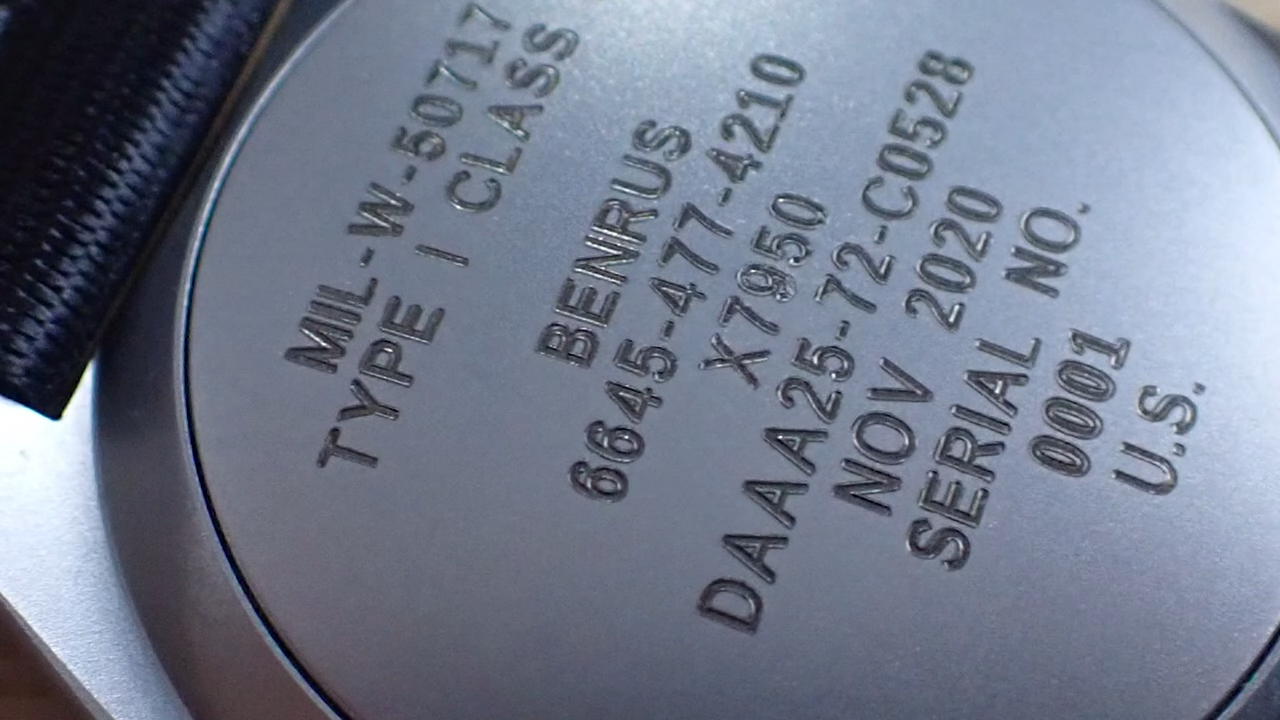 MIL-W-50717
TYPE I CLASS
BENRUS
6645-477-4210
X7950
DAAA25-72-C0528
NOV 2020
SERIAL NO.
0001
U.S.